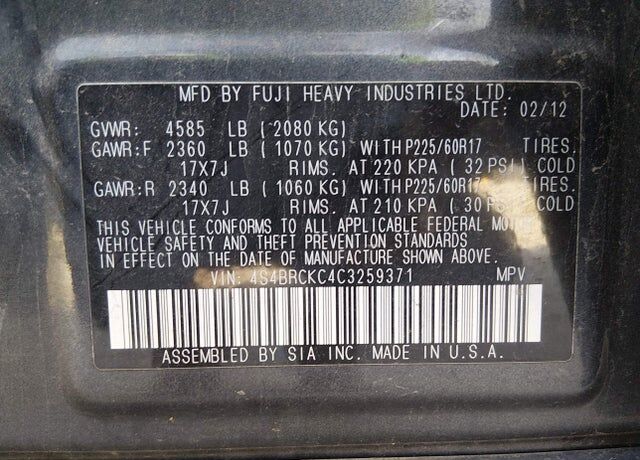 MFD BY FUJI HEAVY INDUSTRIES LTD.
DATE: 02/12
GVWR: 4585 LB (2080 KG)
GAWR:F 2360 LB (1070 KG) WITH P225/60R17 TIRES.
17X7J RIMS. AT 220 KPA (32 PSI) COLD
GAWR:R 2340 LB (1060 KG) WITH P225/60R17 TIRES.
17X7J RIMS. AT 210 KPA (30 PSI) COLD
THIS VEHICLE CONFORMS TO ALL APPLICABLE FEDERAL MOTOR
VEHICLE SAFETY AND THEFT PREVENTION STANDARDS
IN EFFECT ON THE DATE OF MANUFACTURE SHOWN ABOVE.
VIN: 4S4BRCKC4C3259371 MPV
ASSEMBLED BY SIA INC. MADE IN U.S.A.